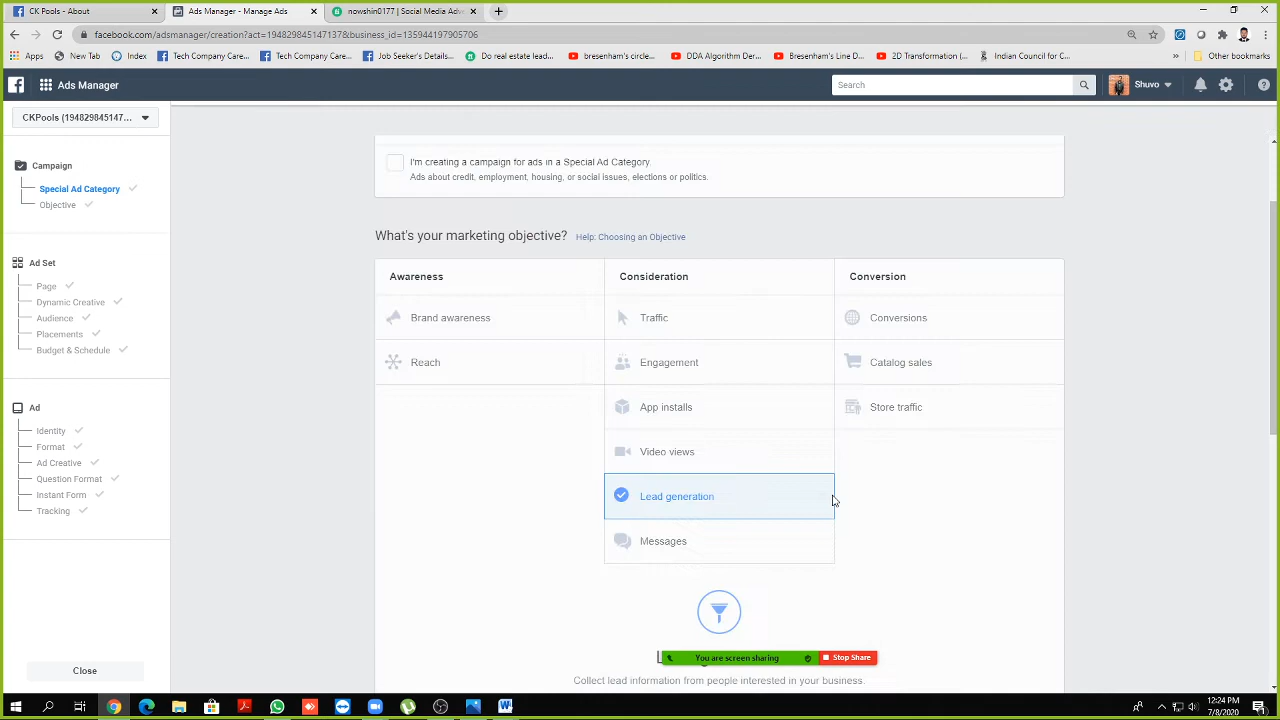 CK Pools - About
Ads Manager - Manage Ads
nowshin0177 | Social Media Adv
facebook.com/adsmanager/creation?act=194829845147137&business_id=135944197905706
Apps
New Tab
Index
Tech Company Care...
Tech Company Care...
Job Seeker's Details...
Do real estate lead...
bresenham's circle...
DDA Algorithm Der...
Bresenham's Line D...
2D Transformation (...
Indian Council for C...
»
Other bookmarks
Ads Manager
Search
Shuvo
CKPools (194829845147...
Campaign
Special Ad Category
Objective
Ad Set
Page
Dynamic Creative
Audience
Placements
Budget & Schedule
Ad
Identity
Format
Ad Creative
Question Format
Instant Form
Tracking
Close
I'm creating a campaign for ads in a Special Ad Category.
Ads about credit, employment, housing, or social issues, elections or politics.
What's your marketing objective? Help: Choosing an Objective
Awareness
Consideration
Conversion
Brand awareness
Traffic
Conversions
Reach
Engagement
Catalog sales
App installs
Store traffic
Video views
Lead generation
Messages
You are screen sharing
Stop Share
Collect lead information from people interested in your business.
12:24 PM
7/8/2020